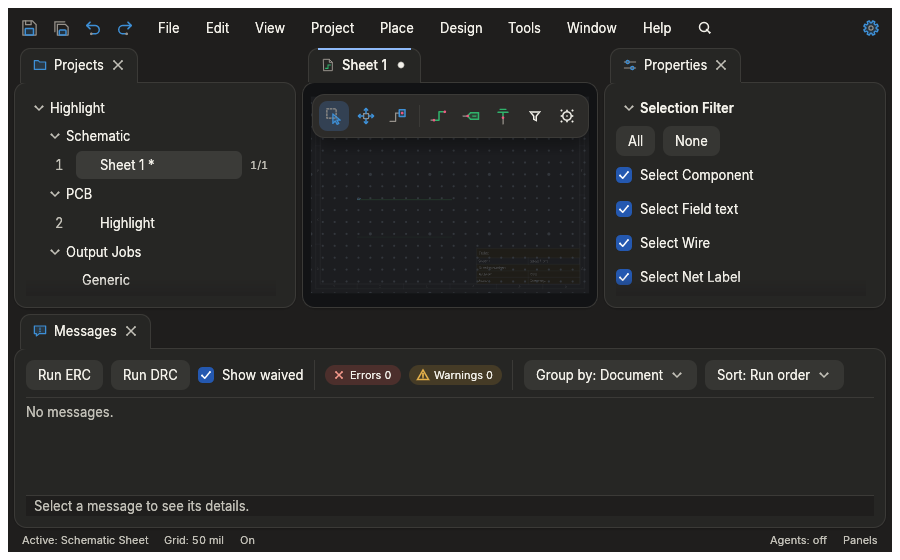 File Edit View Project Place Design Tools Window Help
Projects
Sheet 1
Properties
Highlight
Schematic
1 Sheet 1 * 1/1
PCB
2 Highlight
Output Jobs
Generic
Selection Filter
All None
Select Component
Select Field text
Select Wire
Select Net Label
Messages
Run ERC Run DRC Show waived Errors 0 Warnings 0 Group by: Document Sort: Run order
No messages.
Select a message to see its details.
Active: Schematic Sheet Grid: 50 mil On Agents: off Panels